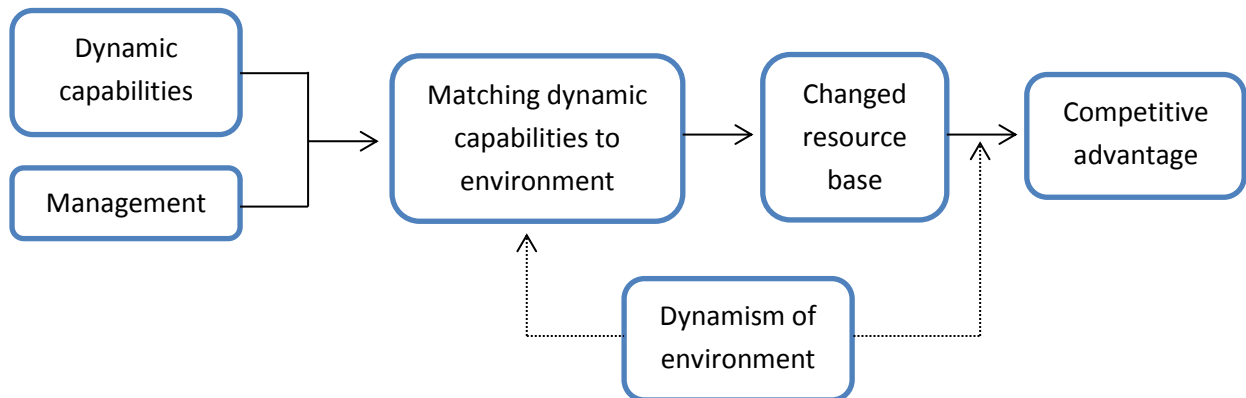 Dynamic
capabilities
Management
Matching dynamic
capabilities to
environment
Changed
resource
base
Competitive
advantage
Dynamism of
environment